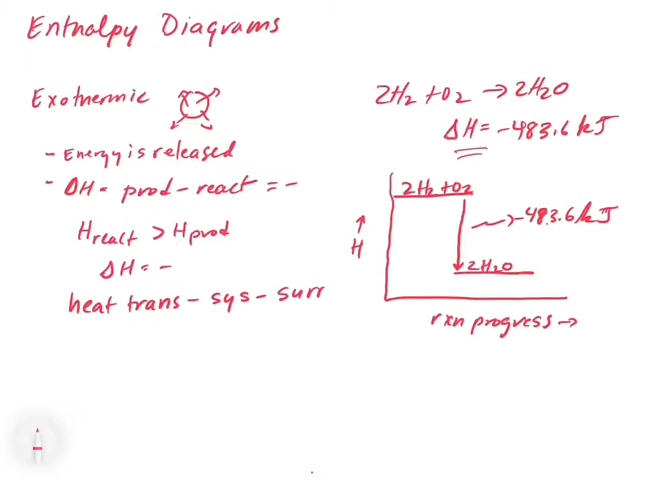 Enthalpy Diagrams
Exothermic
- Energy is released
- ΔH = prod - react = -
Hreact > Hprod
ΔH = -
heat trans - sys - surr
2H2 + O2 → 2H2O
ΔH = -483.6 kJ
2H2 + O2
-483.6 kJ
↑
H
2H2O
rxn progress →